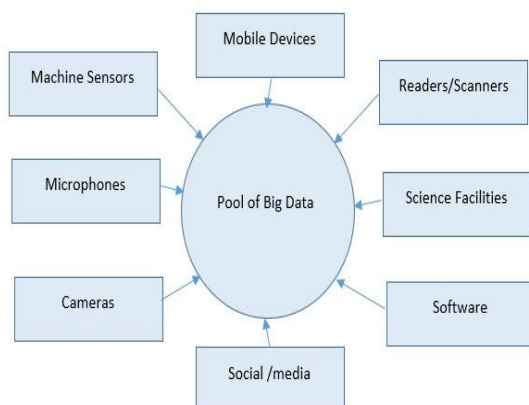 Mobile Devices
Machine Sensors
Readers/Scanners
Microphones
Pool of Big Data
Science Facilities
Cameras
Software
Social /media